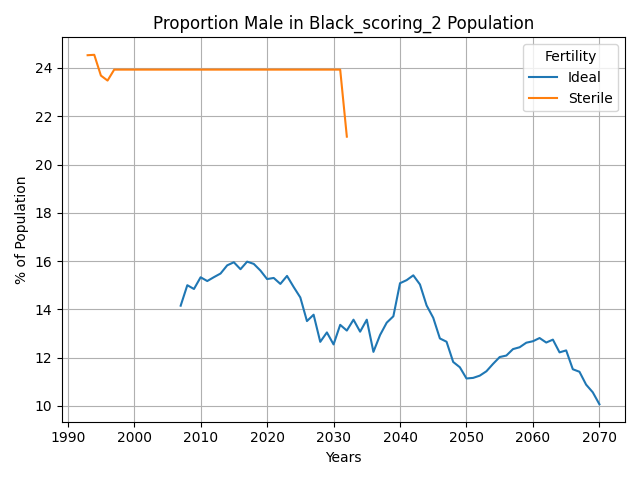 Proportion Male in Black_scoring_2 Population
Fertility
Ideal
Sterile
% of Population
24
22
20
18
16
14
12
10
1990
2000
2010
2020
2030
2040
2050
2060
2070
Years